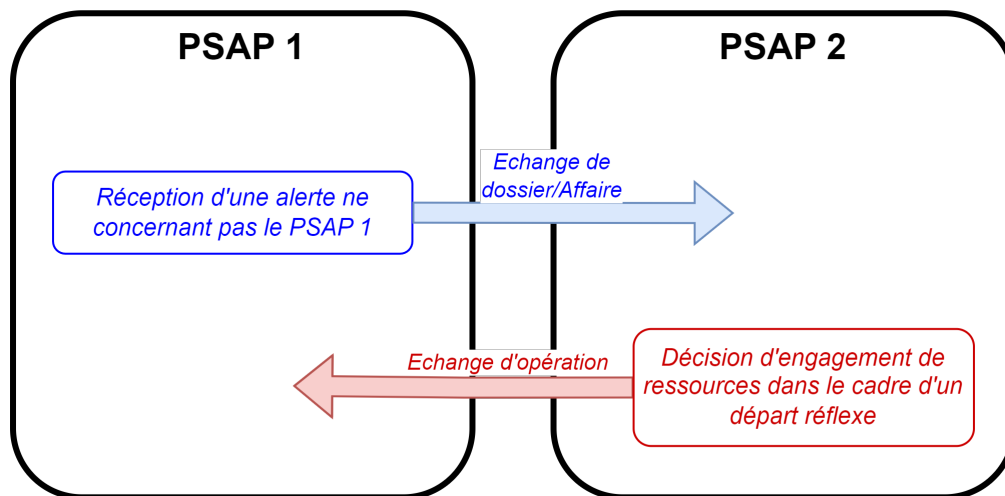 PSAP 1
PSAP 2
Echange de
dossier/Affaire
Réception d'une alerte ne
concernant pas le PSAP 1
Echange d'opération
Décision d'engagement de
ressources dans le cadre d'un
départ réflexe